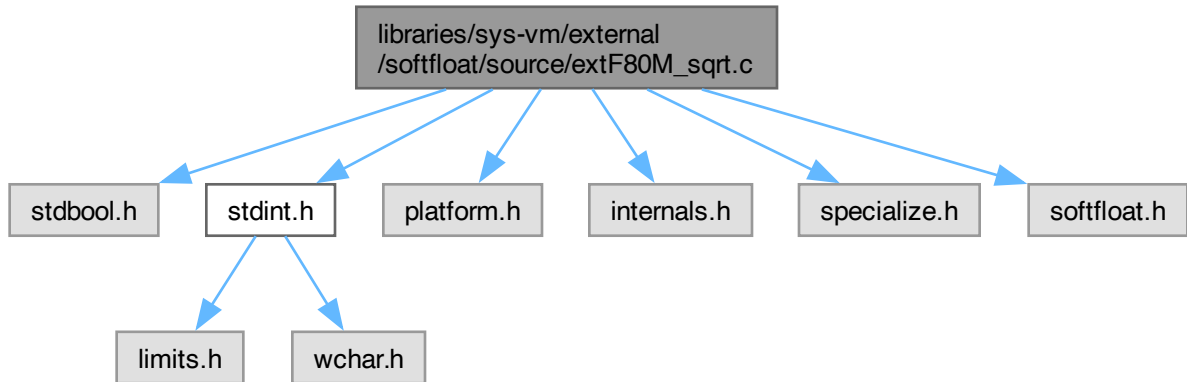 libraries/sys-vm/external
/softfloat/source/extF80M_sqrt.c
stdbool.h
stdint.h
platform.h
internals.h
specialize.h
softfloat.h
limits.h
wchar.h